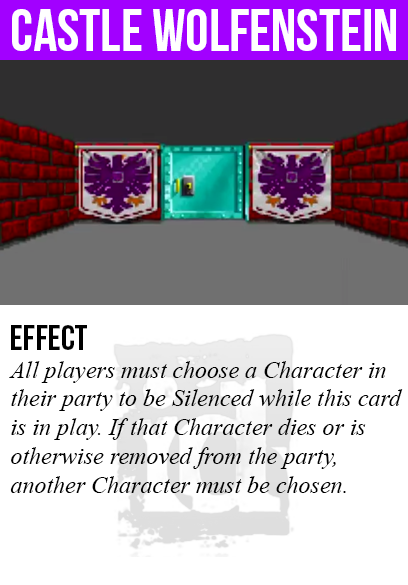 CASTLE WOLFENSTEIN
EFFECT
All players must choose a Character in
their party to be Silenced while this card
is in play. If that Character dies or is
otherwise removed from the party,
another Character must be chosen.
id